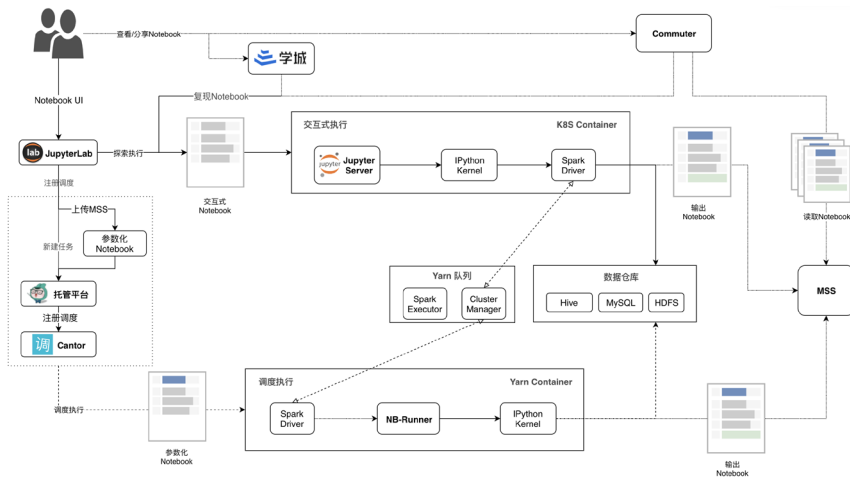 查看/分享Notebook
Commuter
学城
Notebook UI
复现Notebook
lab JupyterLab
探索执行
交互式
Notebook
交互式执行
K8S Container
jupyter
Jupyter
Server
IPython
Kernel
Spark
Driver
输出
Notebook
读取Notebook
注册调度
上传MSS
新建任务
参数化
Notebook
托管平台
注册调度
调 Cantor
Yarn 队列
Spark
Executor
Cluster
Manager
数据仓库
Hive
MySQL
HDFS
MSS
调度执行
参数化
Notebook
调度执行
Yarn Container
Spark
Driver
NB-Runner
IPython
Kernel
输出
Notebook